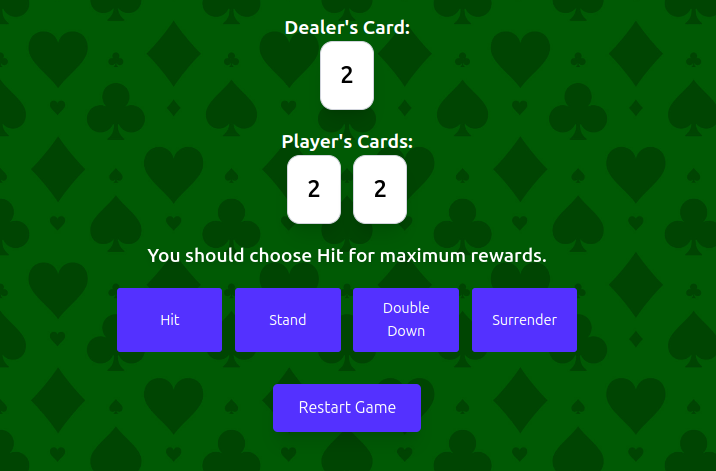 Dealer's Card:
2
Player's Cards:
2 2
You should choose Hit for maximum rewards.
Hit Stand Double Down Surrender
Restart Game